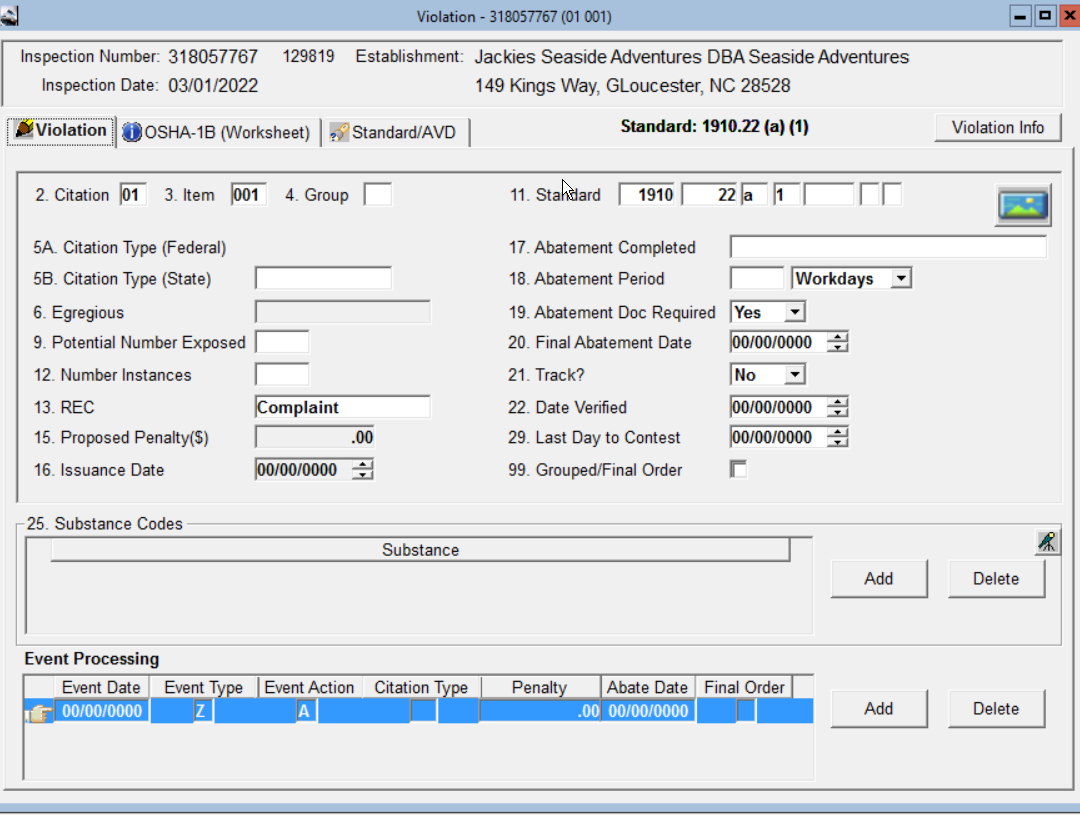 Violation - 318057767 (01 001)
Inspection Number: 318057767 129819 Establishment: Jackies Seaside Adventures DBA Seaside Adventures
Inspection Date: 03/01/2022 149 Kings Way, GLoucester, NC 28528
Violation OSHA-1B (Worksheet) Standard/AVD Standard: 1910.22 (a) (1) Violation Info
2. Citation 01 3. Item 001 4. Group 11. Standard 1910 22 a 1
5A. Citation Type (Federal) 17. Abatement Completed
5B. Citation Type (State) 18. Abatement Period Workdays
6. Egregious 19. Abatement Doc Required Yes
9. Potential Number Exposed 20. Final Abatement Date 00/00/0000
12. Number Instances 21. Track? No
13. REC Complaint 22. Date Verified 00/00/0000
15. Proposed Penalty($) .00 29. Last Day to Contest 00/00/0000
16. Issuance Date 00/00/0000 99. Grouped/Final Order
25. Substance Codes
Substance
Add Delete
Event Processing
Event Date Event Type Event Action Citation Type Penalty Abate Date Final Order
00/00/0000 Z A .00 00/00/0000
Add Delete